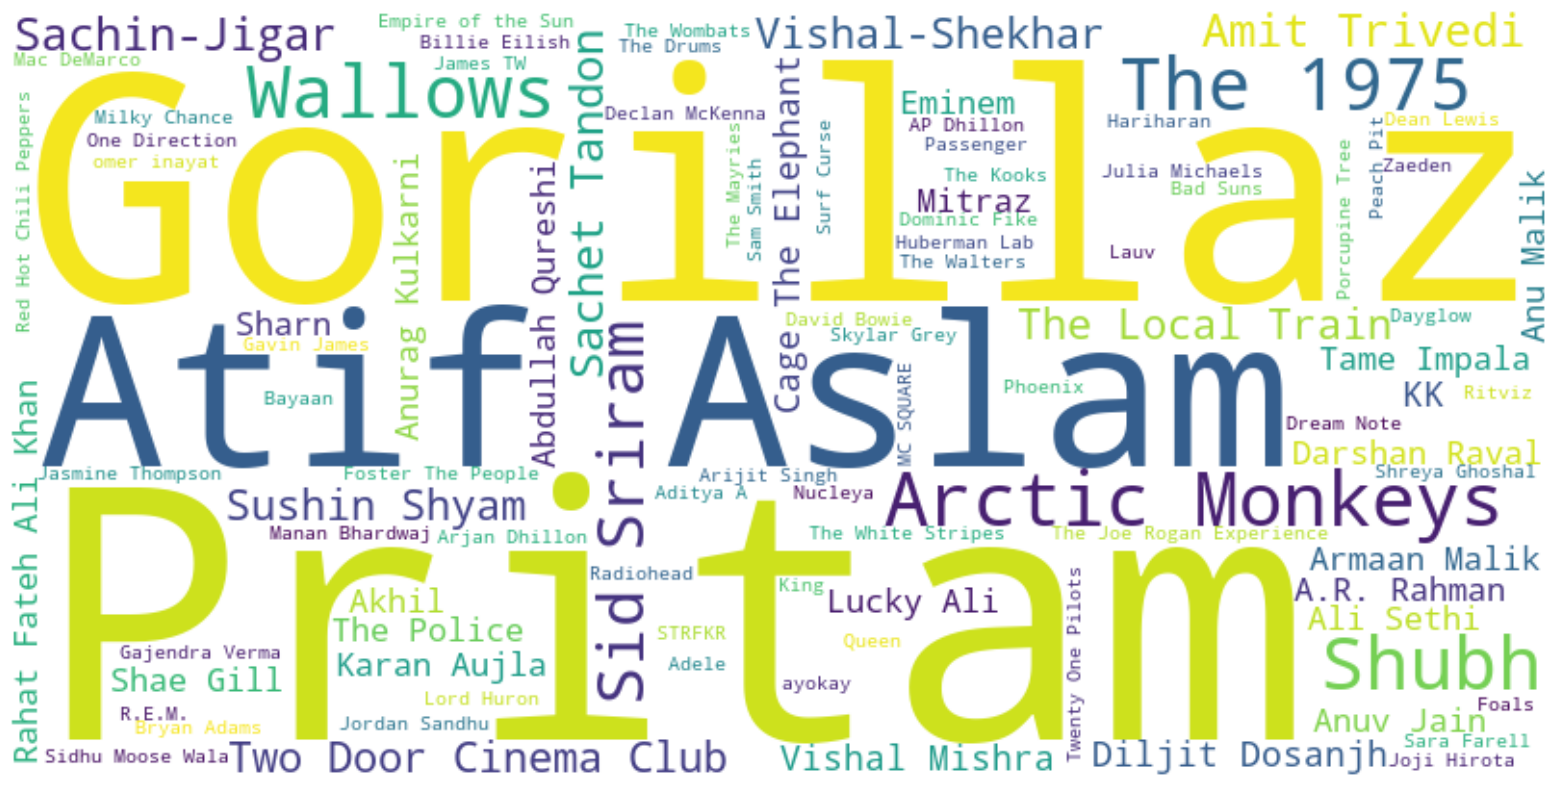 Sachin-Jigar
Empire of the Sun
Billie Eilish
The Wombats
The Drums
Vishal-Shekhar
Amit Trivedi
Mac DeMarco
James TW
Wallows
Sachet Tandon
The 1975
Gorillaz
Red Hot Chili Peppers
Milky Chance
One Direction
omer inayat
Declan McKenna
Cage The Elephant
Eminem
AP Dhillon
Passenger
Hariharan
Peach Pit
Dean Lewis
Anurag Kulkarni
Abdullah Qureshi
The Mayries
Sam Smith
Surf Curse
The Kooks
Mitraz
Dominic Fike
Huberman Lab
The Walters
Julia Michaels
Bad Suns
Lauv
Porcupine Tree
Zaeden
Anu Malik
Atif Aslam
Sharn
Gavin James
Bayaan
Sid Sriram
David Bowie
Skylar Grey
The Local Train
Dayglow
Tame Impala
MC SQUARE
Phoenix
KK
Ritviz
Dream Note
Darshan Raval
Rahat Fateh Ali Khan
Jasmine Thompson
Foster The People
Arijit Singh
Shreya Ghoshal
Pritam
Sushin Shyam
Aditya A
Nucleya
Arctic Monkeys
Manan Bhardwaj
Arjan Dhillon
The White Stripes
The Joe Rogan Experience
Armaan Malik
Radiohead
King
Lucky Ali
Twenty One Pilots
A.R. Rahman
Akhil
The Police
STRFKR
Queen
Ali Sethi
Gajendra Verma
Karan Aujla
Adele
Shubh
Shae Gill
ayokay
Lord Huron
Foals
R.E.M.
Bryan Adams
Jordan Sandhu
Anuv Jain
Sara Farell
Sidhu Moose Wala
Two Door Cinema Club
Vishal Mishra
Diljit Dosanjh
Joji Hirota